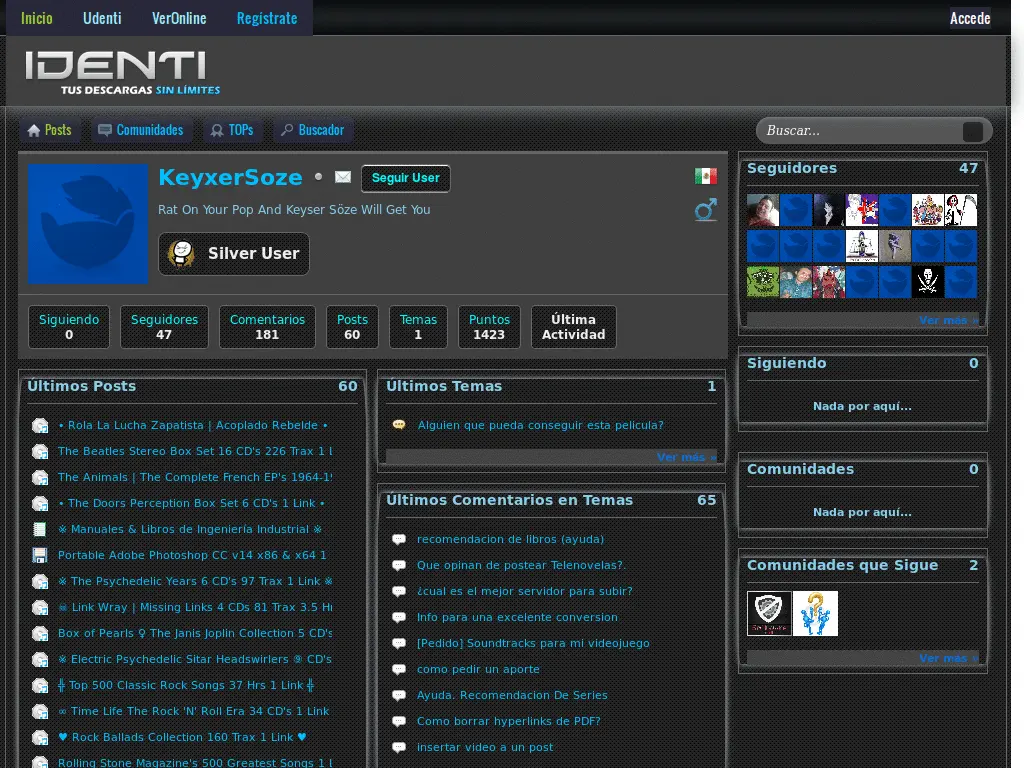 Inicio Udenti VerOnline Registrate Accede
IDENTI
TUS DESCARGAS SIN LÍMITES
Posts Comunidades TOPs Buscador Buscar...
KeyxerSoze Seguir User
Rat On Your Pop And Keyser Söze Will Get You
Silver User
Siguiendo Seguidores Comentarios Posts Temas Puntos Última Actividad
0 47 181 60 1 1423
Últimos Posts 60
• Rola La Lucha Zapatista | Acoplado Rebelde •
The Beatles Stereo Box Set 16 CD's 226 Trax 1 L
The Animals | The Complete French EP's 1964-19
• The Doors Perception Box Set 6 CD's 1 Link •
※ Manuales & Libros de Ingeniería Industrial ※
Portable Adobe Photoshop CC v14 x86 & x64 1
※ The Psychedelic Years 6 CD's 97 Trax 1 Link ※
☠ Link Wray | Missing Links 4 CDs 81 Trax 3.5 Hr
Box of Pearls ♀ The Janis Joplin Collection 5 CD's
※ Electric Psychedelic Sitar Headswirlers ⑨ CD's
╬ Top 500 Classic Rock Songs 37 Hrs 1 Link ╬
∞ Time Life The Rock 'N' Roll Era 34 CD's 1 Link
♥ Rock Ballads Collection 160 Trax 1 Link ♥
Rolling Stone Magazine's 500 Greatest Songs 1 L
Últimos Temas 1
Alguien que pueda conseguir esta pelicula?
Ver más »
Últimos Comentarios en Temas 65
recomendacion de libros (ayuda)
Que opinan de postear Telenovelas?.
¿cual es el mejor servidor para subir?
Info para una excelente conversion
[Pedido] Soundtracks para mi videojuego
como pedir un aporte
Ayuda. Recomendacion De Series
Como borrar hyperlinks de PDF?
insertar video a un post
Seguidores 47
Ver más »
Siguiendo 0
Nada por aquí...
Comunidades 0
Nada por aquí...
Comunidades que Sigue 2
Ver más »